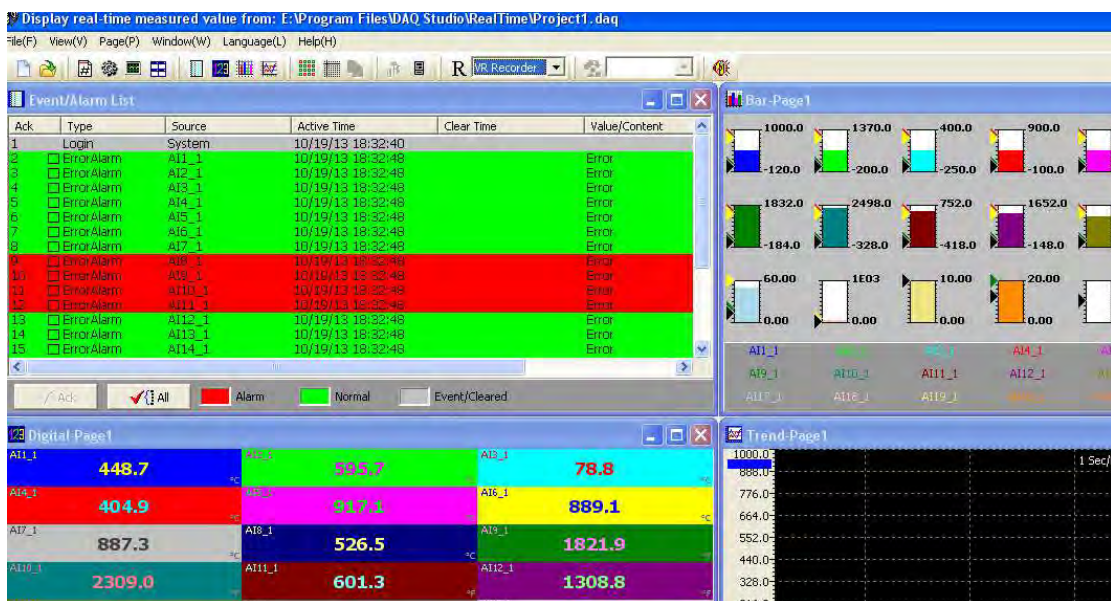 Display real-time measured value from: E:\Program Files\DAQ Studio\RealTime\Project1.daq
File(F) View(V) Page(P) Window(W) Language(L) Help(H)
R VR Recorder
Event/Alarm List
Ack Type Source Active Time Clear Time Value/Content
1 Login System 10/19/13 18:32:40
2 ErrorAlarm AI1_1 10/19/13 18:32:48 Error
3 ErrorAlarm AI2_1 10/19/13 18:32:48 Error
4 ErrorAlarm AI3_1 10/19/13 18:32:48 Error
5 ErrorAlarm AI4_1 10/19/13 18:32:48 Error
6 ErrorAlarm AI5_1 10/19/13 18:32:48 Error
7 ErrorAlarm AI6_1 10/19/13 18:32:48 Error
8 ErrorAlarm AI7_1 10/19/13 18:32:48 Error
9 ErrorAlarm AI8_1 10/19/13 18:32:48 Error
10 ErrorAlarm AI9_1 10/19/13 18:32:48 Error
11 ErrorAlarm AI10_1 10/19/13 18:32:48 Error
12 ErrorAlarm AI11_1 10/19/13 18:32:48 Error
13 ErrorAlarm AI12_1 10/19/13 18:32:48 Error
14 ErrorAlarm AI13_1 10/19/13 18:32:48 Error
15 ErrorAlarm AI14_1 10/19/13 18:32:48 Error
Ack All Alarm Normal Event/Cleared
Bar-Page1
1000.0 1370.0 400.0 900.0
-120.0 -200.0 -250.0 -100.0
1832.0 2498.0 752.0 1652.0
-184.0 -328.0 -418.0 -148.0
60.00 1E03 10.00 20.00
0.00 0.00 0.00 0.00
AI1_1 AI4_1
AI9_1 AI10_1 AI11_1 AI12_1
AI17_1 AI18_1 AI19_1
Digital Page1
AI1_1 AI2_1 AI3_1
448.7 °C 595.7 78.8 °C
AI4_1 AI5_1 AI6_1
404.9 °C 917.1 889.1 °C
AI7_1 AI8_1 AI9_1
887.3 °C 526.5 °C 1821.9 °F
AI10_1 AI11_1 AI12_1
2309.0 °F 601.3 °F 1308.8 °F
Trend-Page1
1000.0 1 Sec/
888.0
776.0
664.0
552.0
440.0
328.0